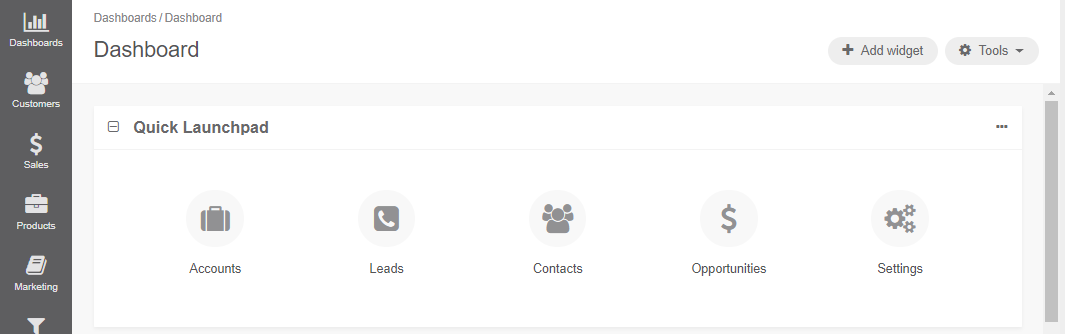 Dashboards
Customers
Sales
Products
Marketing
Dashboards / Dashboard
Dashboard
Add widget
Tools
Quick Launchpad
Accounts
Leads
Contacts
Opportunities
Settings